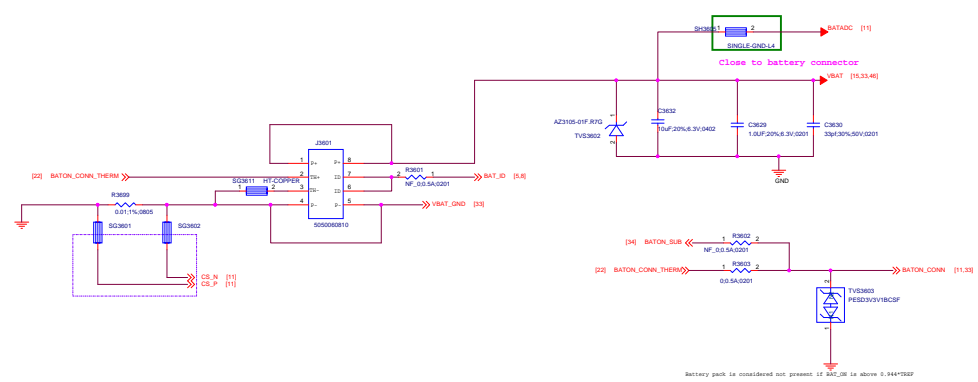 SH3605 1 2 BATADC [11]
SINGLE-GND-L4
Close to battery connector
VBAT [15,33,46]
C3632
AZ3105-01F.R7G 1 10uF;20%;6.3V;0402
TVS3602
2
C3629
1.0UF;20%;6.3V;0201
C3630
33pf;30%;50V;0201
GND
J3601
1 P+ P+ 8
[22] BATON_CONN_THERM 2 TH+ ID 7
SG3611 HT-COPPER
1 2 3 TH- ID 6
4 P- P- 5
5050060810
R3601
2 1 BAT_ID [5,6]
NF_0;0.5A;0201
VBAT_GND [33]
R3699
0.01;1%;0805
SG3601 SG3602
CS_N [11]
CS_P [11]
R3602
[34] BATON_SUB 1 2
NF_0;0.5A;0201
R3603
[22] BATON_CONN_THERM 1 2 BATON_CONN [11,33]
0;0.5A;0201
2
TVS3603
PESD3V3V1BCSF
1
Battery pack is considered not present if BAT_ON is above 0.944*TREF